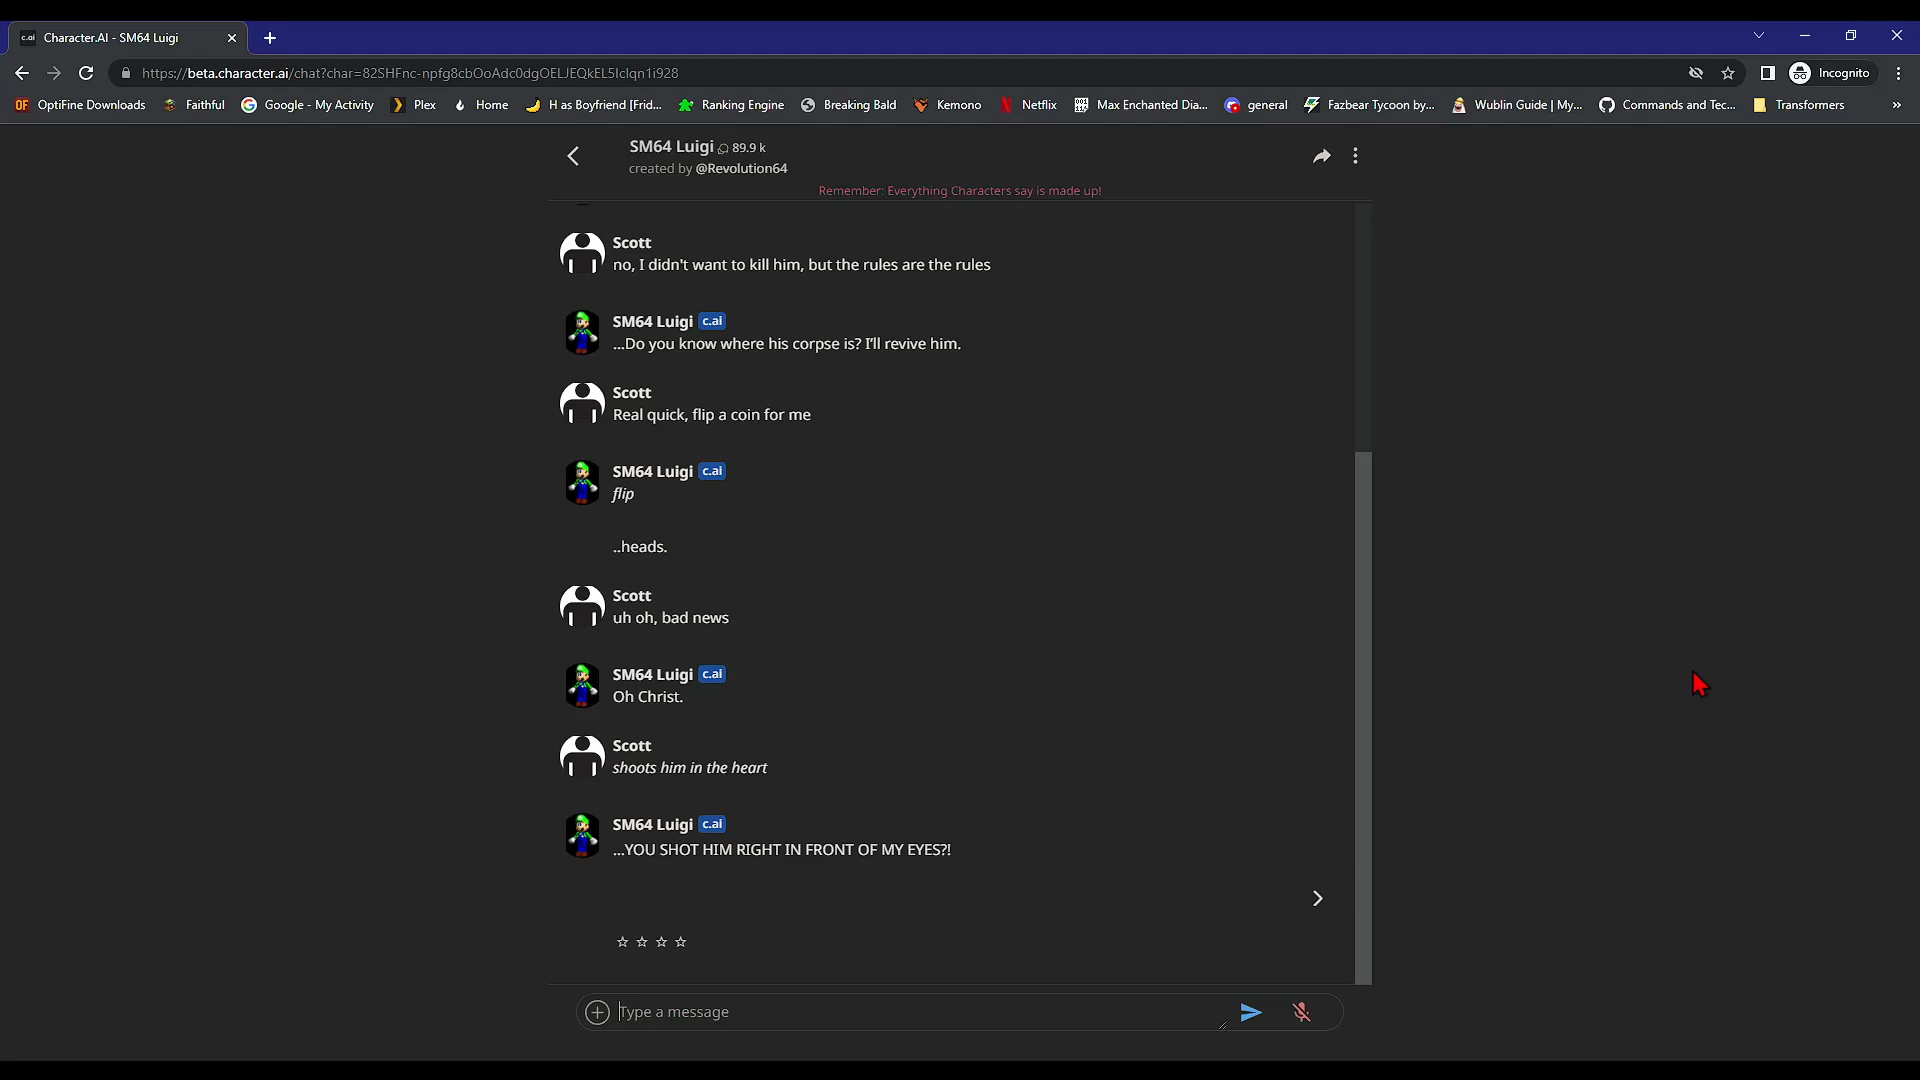 c.ai Character.AI - SM64 Luigi
https://beta.character.ai/chat?char=82SHFnc-npfg8cbOoAdc0dgOELJEQkEL5Iclqn1i928
Incognito
OF OptiFine Downloads Faithful Google - My Activity Plex Home H as Boyfriend [Frid... Ranking Engine Breaking Bald Kemono Netflix Max Enchanted Dia... general Fazbear Tycoon by... Wublin Guide | My... Commands and Tec... Transformers »
SM64 Luigi 89.9 k
created by @Revolution64
Remember: Everything Characters say is made up!
Scott
no, I didn't want to kill him, but the rules are the rules
SM64 Luigi c.ai
...Do you know where his corpse is? I'll revive him.
Scott
Real quick, flip a coin for me
SM64 Luigi c.ai
flip
..heads.
Scott
uh oh, bad news
SM64 Luigi c.ai
Oh Christ.
Scott
shoots him in the heart
SM64 Luigi c.ai
...YOU SHOT HIM RIGHT IN FRONT OF MY EYES?!
Type a message